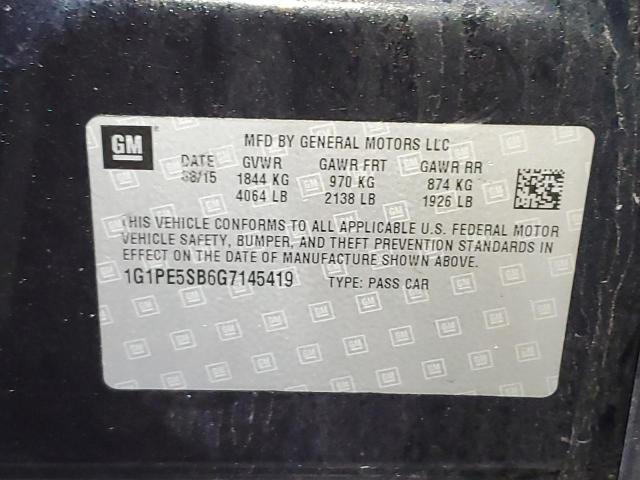 GM
MFD BY GENERAL MOTORS LLC
DATE GVWR GAWR FRT GAWR RR
08/15 1844 KG 970 KG 874 KG
4064 LB 2138 LB 1926 LB
THIS VEHICLE CONFORMS TO ALL APPLICABLE U.S. FEDERAL MOTOR
VEHICLE SAFETY, BUMPER, AND THEFT PREVENTION STANDARDS IN
EFFECT ON THE DATE OF MANUFACTURE SHOWN ABOVE.
1G1PE5SB6G7145419 TYPE: PASS CAR